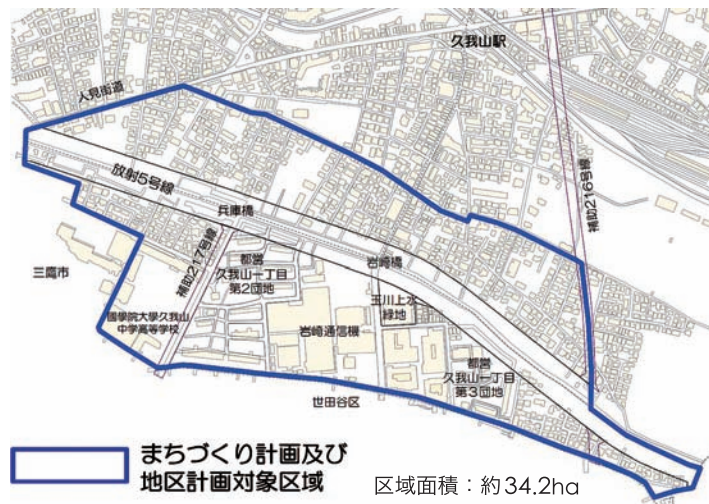 久我山駅
人見街道
放射5号線
兵庫橋
補助216号線
三鷹市
補助217号線
都営
久我山一丁目
第2団地
岩崎橋
玉川上水
緑地
國學院大學久我山
中学高等学校
岩崎通信機
都営
久我山一丁目
第3団地
世田谷区
まちづくり計画及び
地区計画対象区域
区域面積：約34.2ha